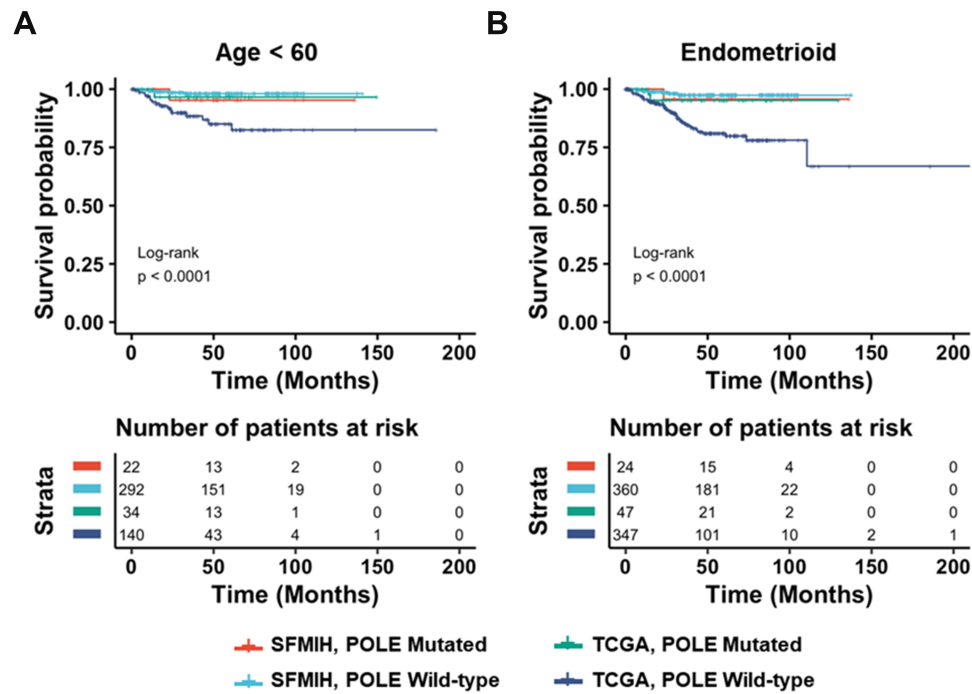 A
Age < 60
Survival probability
1.00
0.75
0.50
0.25
0.00
Log-rank
p < 0.0001
0 50 100 150 200
Time (Months)
Number of patients at risk
Strata
22 13 2 0 0
292 151 19 0 0
34 13 1 0 0
140 43 4 1 0
0 50 100 150 200
Time (Months)
B
Endometrioid
Survival probability
1.00
0.75
0.50
0.25
0.00
Log-rank
p < 0.0001
0 50 100 150 200
Time (Months)
Number of patients at risk
Strata
24 15 4 0 0
360 181 22 0 0
47 21 2 0 0
347 101 10 2 1
0 50 100 150 200
Time (Months)
SFMIH, POLE Mutated
SFMIH, POLE Wild-type
TCGA, POLE Mutated
TCGA, POLE Wild-type